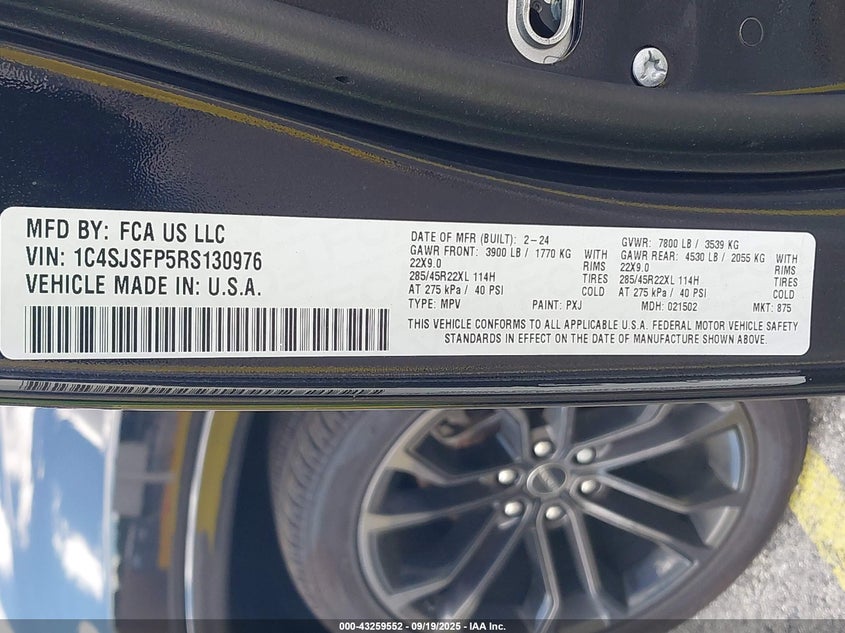 MFD BY: FCA US LLC
VIN: 1C4SJSFP5RS130976
VEHICLE MADE IN: U.S.A.
DATE OF MFR (BUILT): 2-24 GVWR: 7800 LB / 3539 KG
GAWR FRONT: 3900 LB / 1770 KG WITH GAWR REAR: 4530 LB / 2055 KG WITH
22X9.0 RIMS 22X9.0 RIMS
285/45R22XL 114H TIRES 285/45R22XL 114H TIRES
AT 275 kPa / 40 PSI COLD AT 275 kPa / 40 PSI COLD
TYPE: MPV PAINT: PXJ MDH: 021502 MKT: 875
THIS VEHICLE CONFORMS TO ALL APPLICABLE U.S.A. FEDERAL MOTOR VEHICLE SAFETY
STANDARDS IN EFFECT ON THE DATE OF MANUFACTURE SHOWN ABOVE.
000-43259552 - 09/19/2025 - IAA Inc.